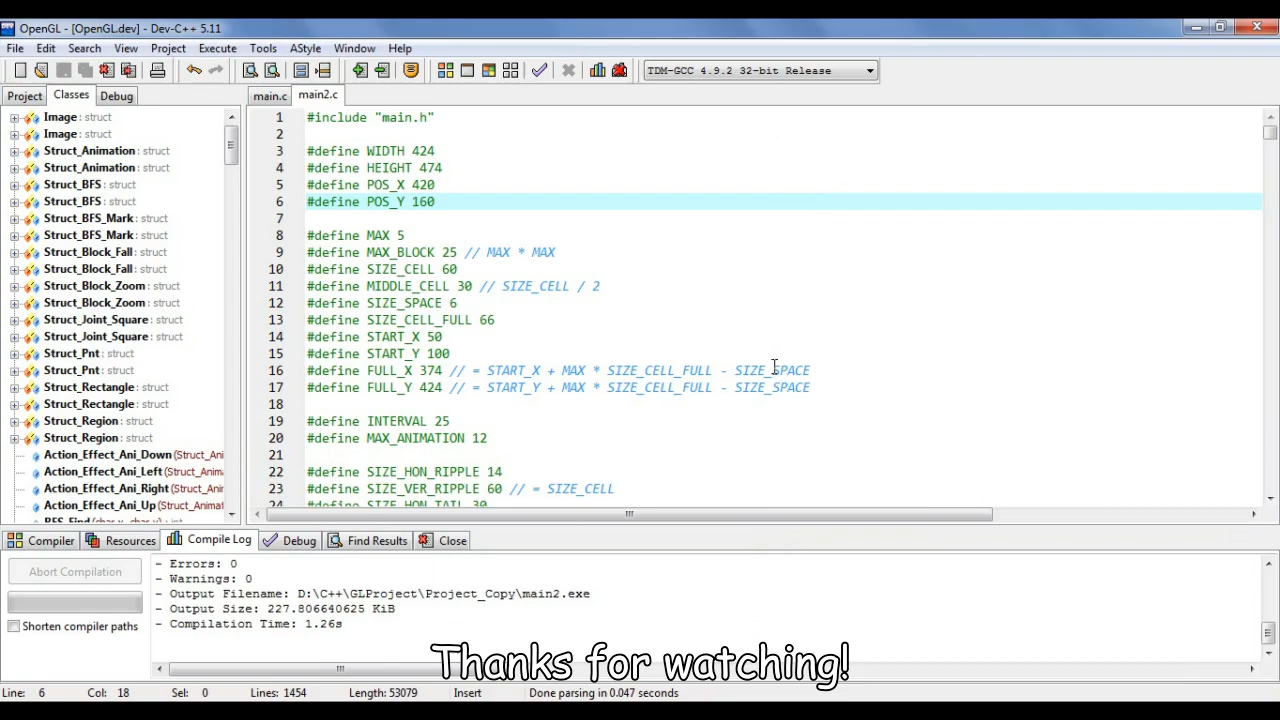 OpenGL - [OpenGL.dev] - Dev-C++ 5.11
File Edit Search View Project Execute Tools AStyle Window Help
TDM-GCC 4.9.2 32-bit Release
Project Classes Debug
main.c main2.c
Image : struct
Image : struct
Struct_Animation : struct
Struct_Animation : struct
Struct_BFS : struct
Struct_BFS : struct
Struct_BFS_Mark : struct
Struct_BFS_Mark : struct
Struct_Block_Fall : struct
Struct_Block_Fall : struct
Struct_Block_Zoom : struct
Struct_Block_Zoom : struct
Struct_Joint_Square : struct
Struct_Joint_Square : struct
Struct_Pnt : struct
Struct_Pnt : struct
Struct_Rectangle : struct
Struct_Rectangle : struct
Struct_Region : struct
Struct_Region : struct
Action_Effect_Ani_Down (Struct_Anim
Action_Effect_Ani_Left (Struct_Anima
Action_Effect_Ani_Right (Struct_Anim
Action_Effect_Ani_Up (Struct_Animat
BFS_Find (char x, char y) : int
1 #include "main.h"
2
3 #define WIDTH 424
4 #define HEIGHT 474
5 #define POS_X 420
6 #define POS_Y 160
7
8 #define MAX 5
9 #define MAX_BLOCK 25 // MAX * MAX
10 #define SIZE_CELL 60
11 #define MIDDLE_CELL 30 // SIZE_CELL / 2
12 #define SIZE_SPACE 6
13 #define SIZE_CELL_FULL 66
14 #define START_X 50
15 #define START_Y 100
16 #define FULL_X 374 // = START_X + MAX * SIZE_CELL_FULL - SIZE_SPACE
17 #define FULL_Y 424 // = START_Y + MAX * SIZE_CELL_FULL - SIZE_SPACE
18
19 #define INTERVAL 25
20 #define MAX_ANIMATION 12
21
22 #define SIZE_HON_RIPPLE 14
23 #define SIZE_VER_RIPPLE 60 // = SIZE_CELL
24 #define SIZE_HON_TAIL 30
Compiler Resources Compile Log Debug Find Results Close
Abort Compilation
Shorten compiler paths
- Errors: 0
- Warnings: 0
- Output Filename: D:\C++\GLProject\Project_Copy\main2.exe
- Output Size: 227.806640625 KiB
- Compilation Time: 1.26s
Thanks for watching!
Line: 6 Col: 18 Sel: 0 Lines: 1454 Length: 53079 Insert Done parsing in 0.047 seconds